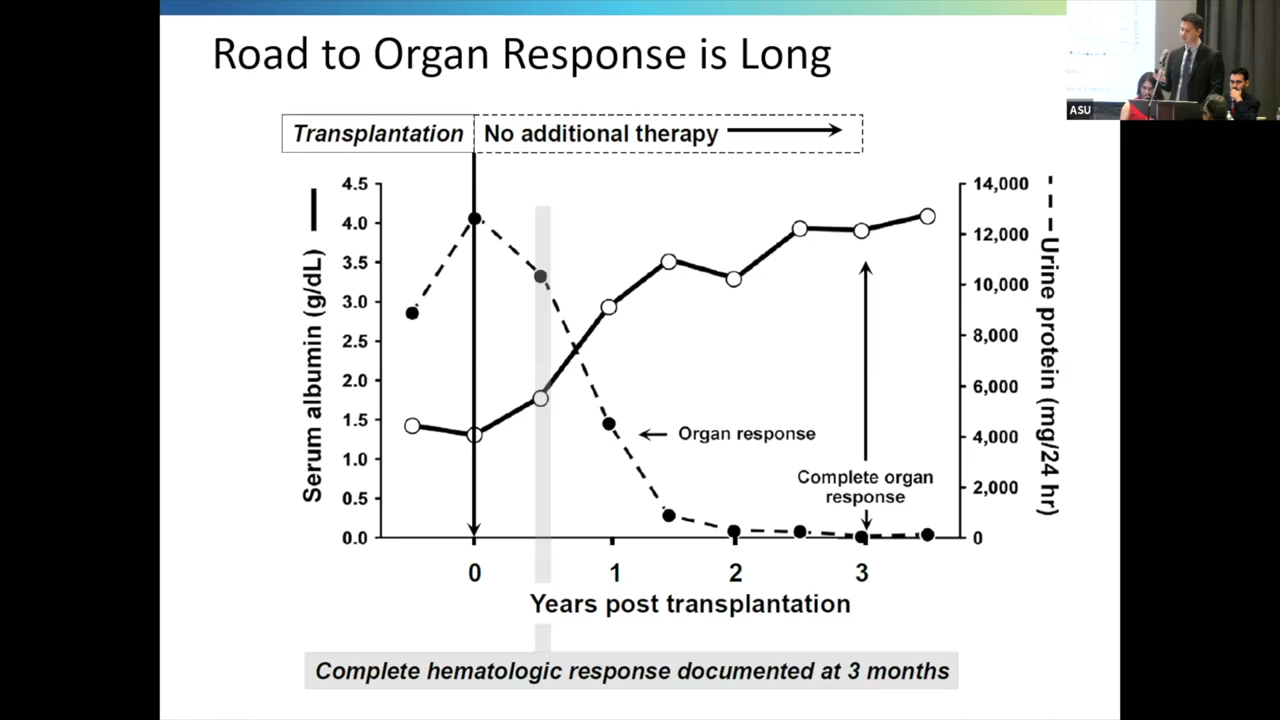 Road to Organ Response is Long
ASU
Transplantation
No additional therapy
4.5
4.0
3.5
3.0
2.5
2.0
1.5
1.0
0.5
0.0
Serum albumin (g/dL)
14,000
12,000
10,000
8,000
6,000
4,000
2,000
0
Urine protein (mg/24 hr)
Organ response
Complete organ
response
0
1
2
3
Years post transplantation
Complete hematologic response documented at 3 months